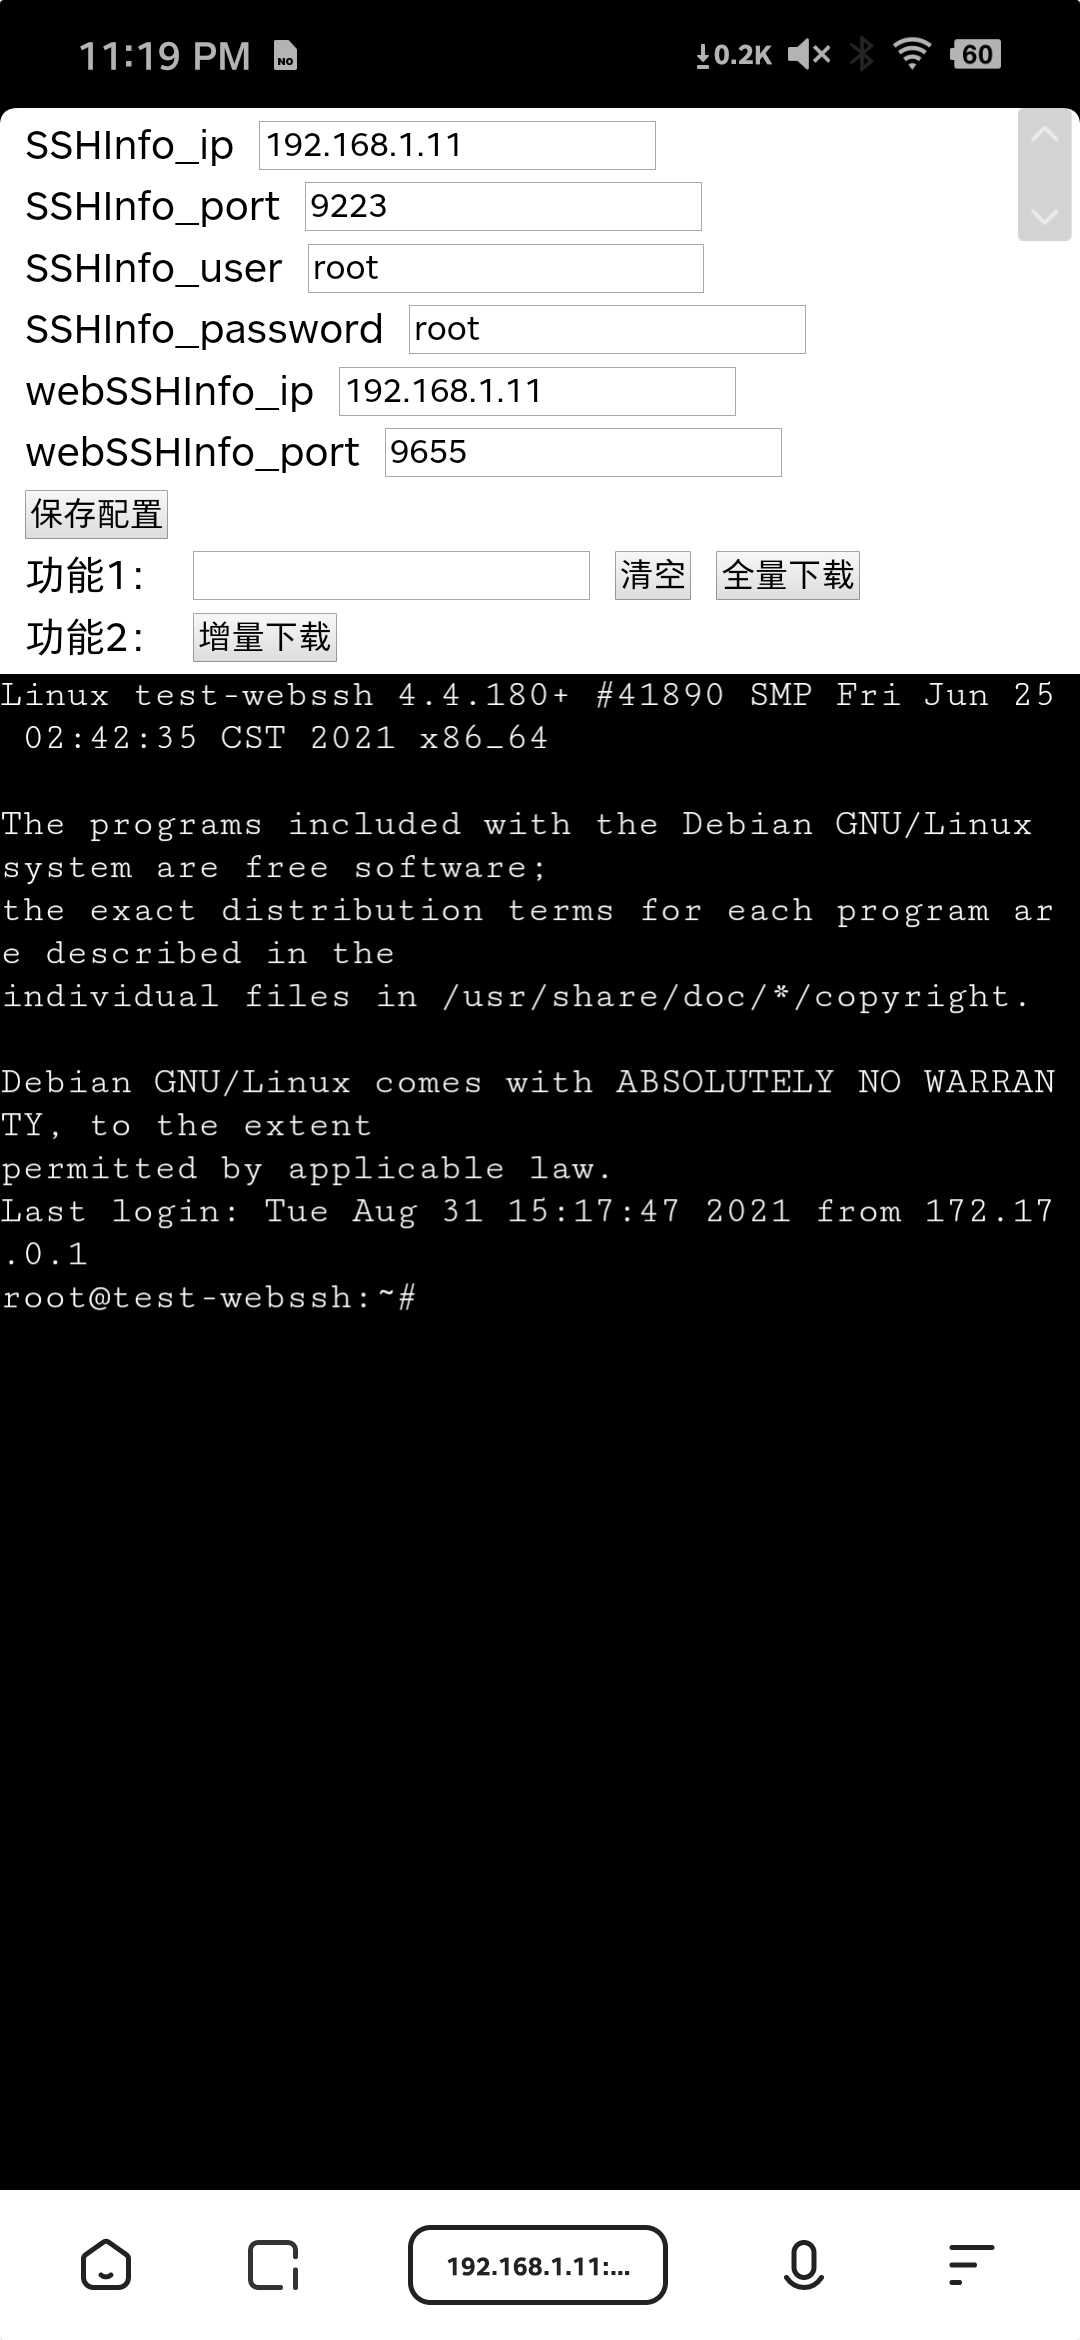 11:19 PM NO 0.2K 60
SSHInfo_ip 192.168.1.11
SSHInfo_port 9223
SSHInfo_user root
SSHInfo_password root
webSSHInfo_ip 192.168.1.11
webSSHInfo_port 9655
保存配置
功能1: 清空 全量下载
功能2: 增量下载
Linux test-webssh 4.4.180+ #41890 SMP Fri Jun 25
02:42:35 CST 2021 x86_64
The programs included with the Debian GNU/Linux
system are free software;
the exact distribution terms for each program ar
e described in the
individual files in /usr/share/doc/*/copyright.
Debian GNU/Linux comes with ABSOLUTELY NO WARRAN
TY, to the extent
permitted by applicable law.
Last login: Tue Aug 31 15:17:47 2021 from 172.17
.0.1
root@test-webssh:~#
192.168.1.11:...